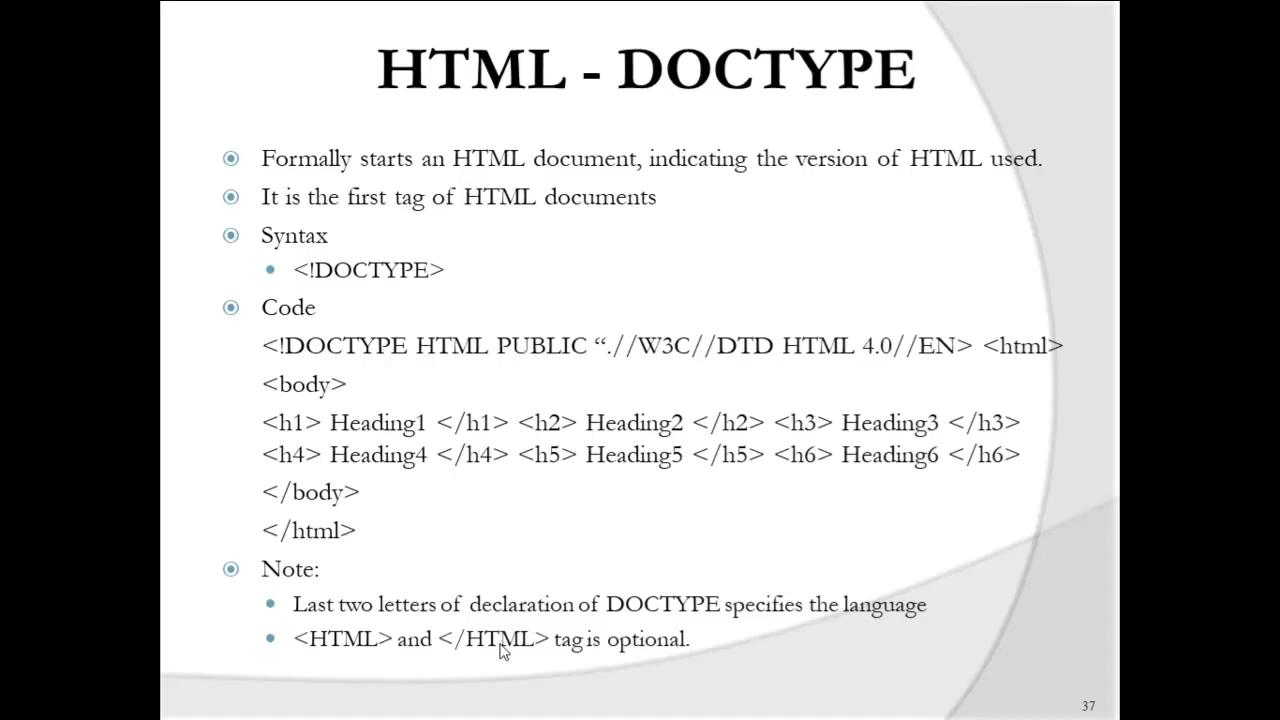 HTML - DOCTYPE
Formally starts an HTML document, indicating the version of HTML used.
It is the first tag of HTML documents
Syntax
<!DOCTYPE>
Code
<!DOCTYPE HTML PUBLIC “.//W3C//DTD HTML 4.0//EN> <html>
<body>
<h1> Heading1 </h1> <h2> Heading2 </h2> <h3> Heading3 </h3>
<h4> Heading4 </h4> <h5> Heading5 </h5> <h6> Heading6 </h6>
</body>
</html>
Note:
Last two letters of declaration of DOCTYPE specifies the language
<HTML> and </HTML> tag is optional.
37